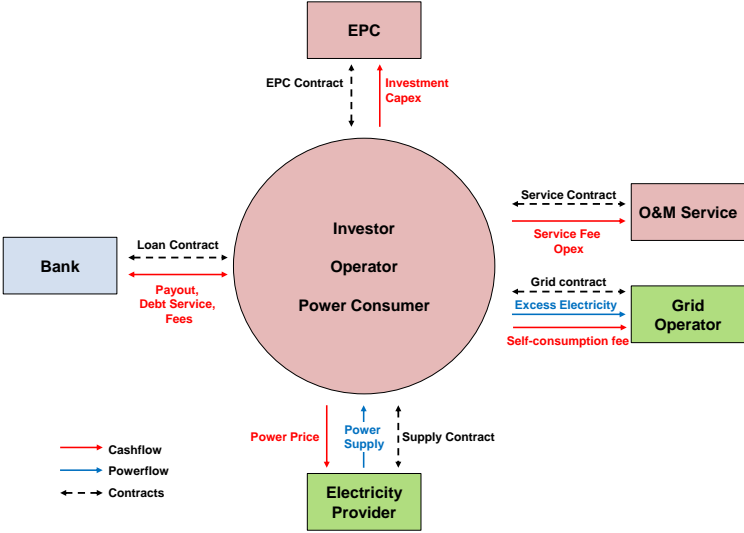 EPC
EPC Contract
Investment
Capex
Investor
Operator
Power Consumer
Service Contract
O&M Service
Service Fee
Opex
Bank
Loan Contract
Payout,
Debt Service,
Fees
Grid contract
Excess Electricity
Grid
Operator
Self-consumption fee
Power Price
Power
Supply
Supply Contract
Cashflow
Powerflow
Contracts
Electricity
Provider